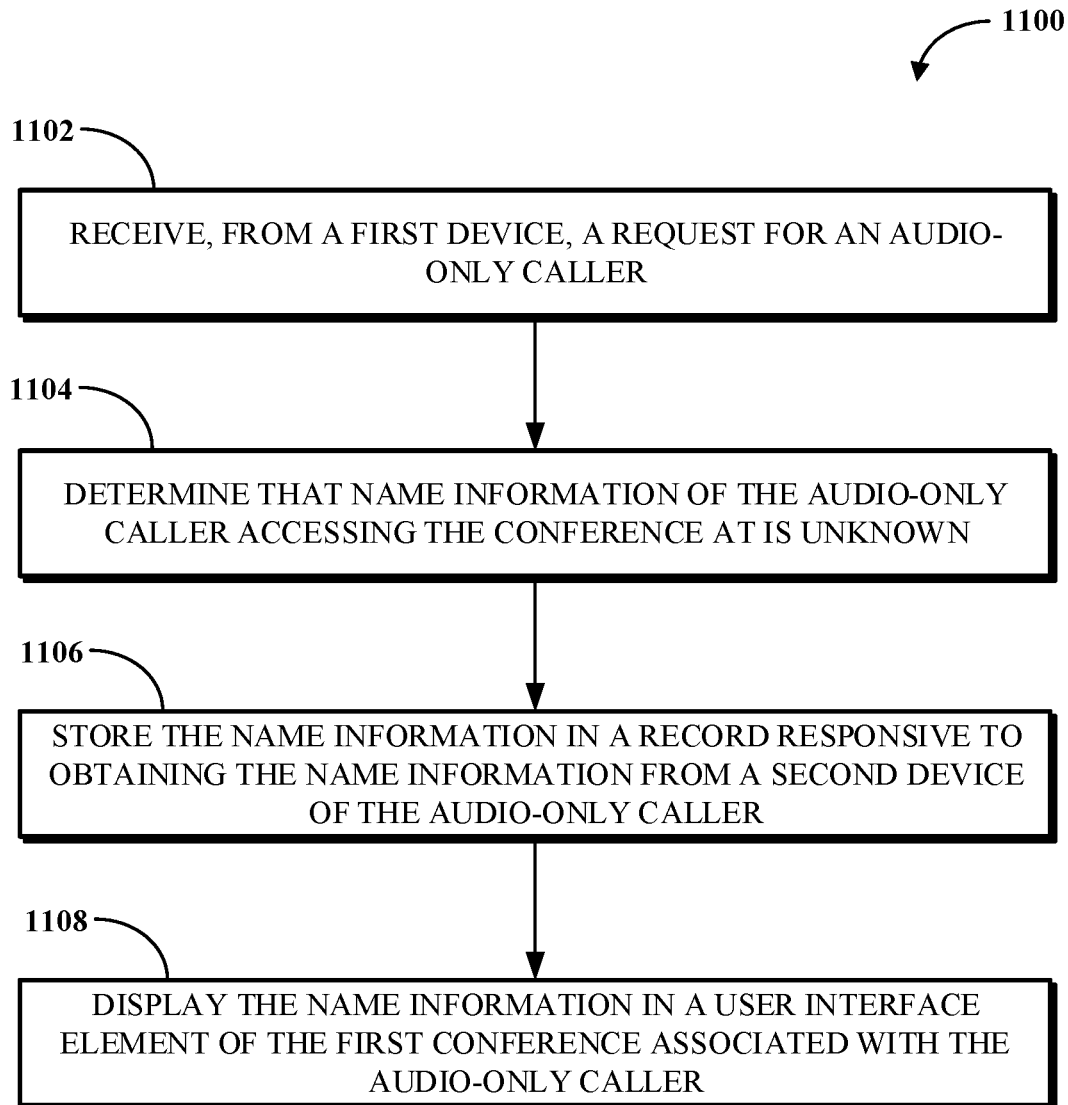 1100
1102
RECEIVE, FROM A FIRST DEVICE, A REQUEST FOR AN AUDIO-
ONLY CALLER
1104
DETERMINE THAT NAME INFORMATION OF THE AUDIO-ONLY
CALLER ACCESSING THE CONFERENCE AT IS UNKNOWN
1106
STORE THE NAME INFORMATION IN A RECORD RESPONSIVE TO
OBTAINING THE NAME INFORMATION FROM A SECOND DEVICE
OF THE AUDIO-ONLY CALLER
1108
DISPLAY THE NAME INFORMATION IN A USER INTERFACE
ELEMENT OF THE FIRST CONFERENCE ASSOCIATED WITH THE
AUDIO-ONLY CALLER